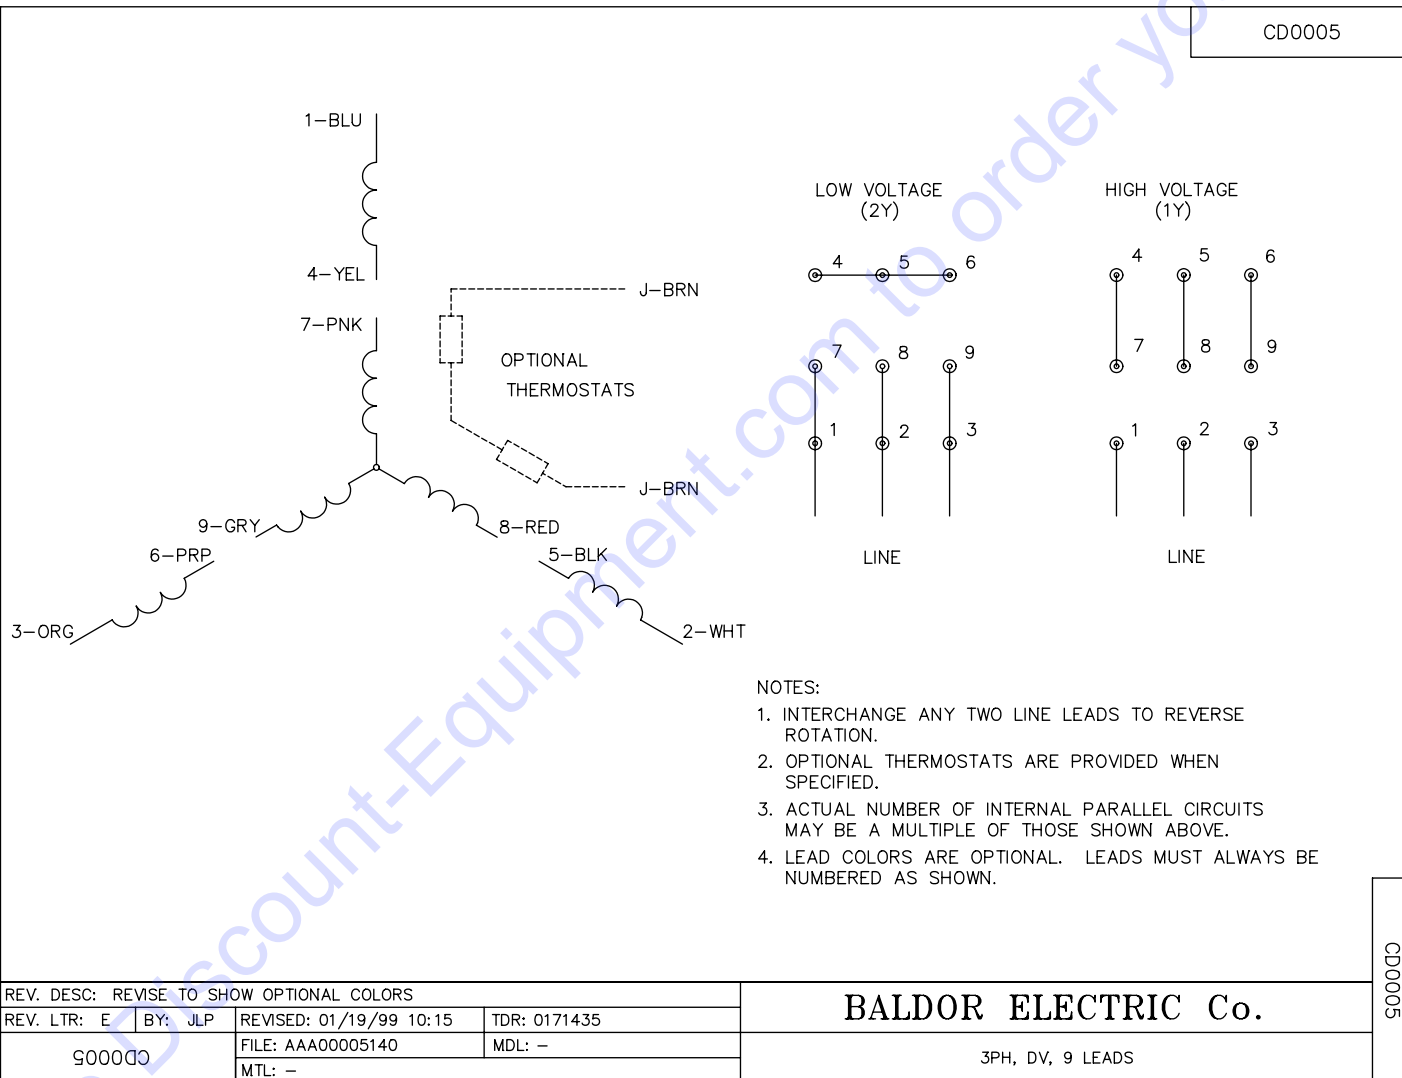 CD0005
1-BLU
4-YEL
7-PNK
J-BRN
OPTIONAL
THERMOSTATS
J-BRN
9-GRY
8-RED
6-PRP
5-BLK
3-ORG
2-WHT
LOW VOLTAGE
(2Y)
4 5 6
7 8 9
1 2 3
LINE
HIGH VOLTAGE
(1Y)
4 5 6
7 8 9
1 2 3
LINE
NOTES:
1. INTERCHANGE ANY TWO LINE LEADS TO REVERSE
ROTATION.
2. OPTIONAL THERMOSTATS ARE PROVIDED WHEN
SPECIFIED.
3. ACTUAL NUMBER OF INTERNAL PARALLEL CIRCUITS
MAY BE A MULTIPLE OF THOSE SHOWN ABOVE.
4. LEAD COLORS ARE OPTIONAL. LEADS MUST ALWAYS BE
NUMBERED AS SHOWN.
CD0005
REV. DESC: REVISE TO SHOW OPTIONAL COLORS
REV. LTR: E BY: JLP REVISED: 01/19/99 10:15 TDR: 0171435
CD0005
FILE: AAA00005140 MDL: -
MTL: -
BALDOR ELECTRIC Co.
3PH, DV, 9 LEADS
Discount-Equipment.com to order